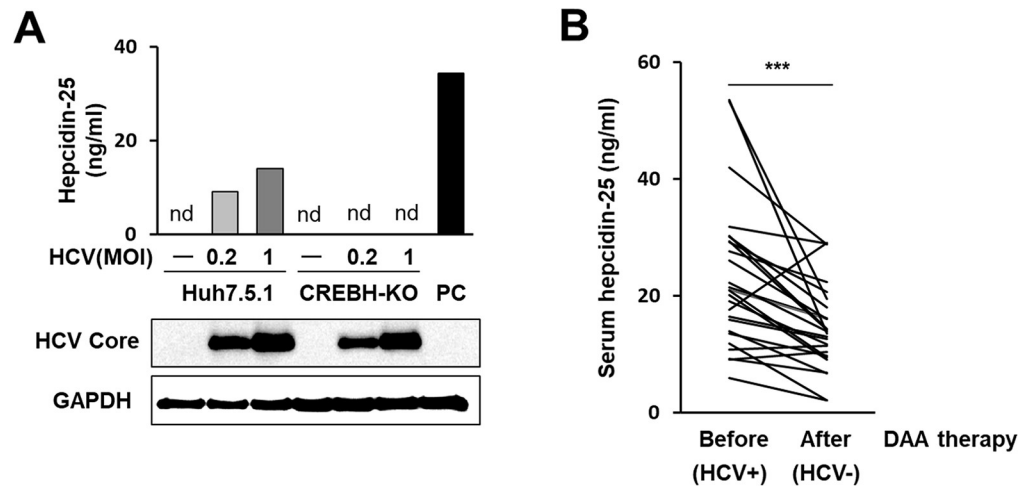 A
Hepcidin-25
(ng/ml)
40
20
0
nd
nd
nd
nd
HCV(MOI)
— 0.2 1 — 0.2 1
Huh7.5.1 CREBH-KO PC
HCV Core
GAPDH
B
Serum hepcidin-25 (ng/ml)
60
40
20
0
***
Before After DAA therapy
(HCV+) (HCV-)